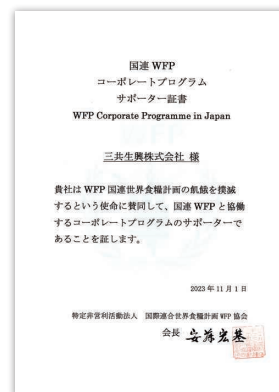 国連 WFP
コーポレートプログラム
サポーター証書
WFP Corporate Programme in Japan
三共生興株式会社 様
貴社は WFP 国連世界食糧計画の飢餓を撲滅
するという使命に賛同して、国連 WFP と協働
するコーポレートプログラムのサポーターで
あることを証します。
2023 年 11 月 1 日
特定非営利活動法人 国際連合世界食糧計画 WFP 協会
会長 安藤宏基